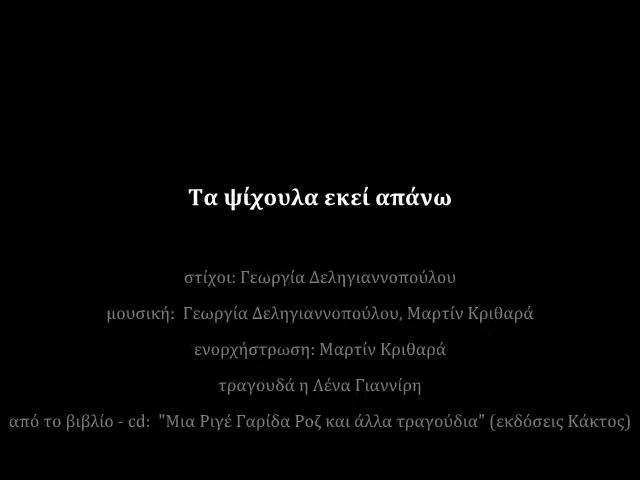 Τα ψίχουλα εκεί απάνω
στίχοι: Γεωργία Δεληγιαννοπούλου
μουσική: Γεωργία Δεληγιαννοπούλου, Μαρτίν Κριθαρά
ενορχήστρωση: Μαρτίν Κριθαρά
τραγουδά η Λένα Γιαννίρη
από το βιβλίο - cd: "Μια Ριγέ Γαρίδα Ροζ και άλλα τραγούδια" (εκδόσεις Κάκτος)